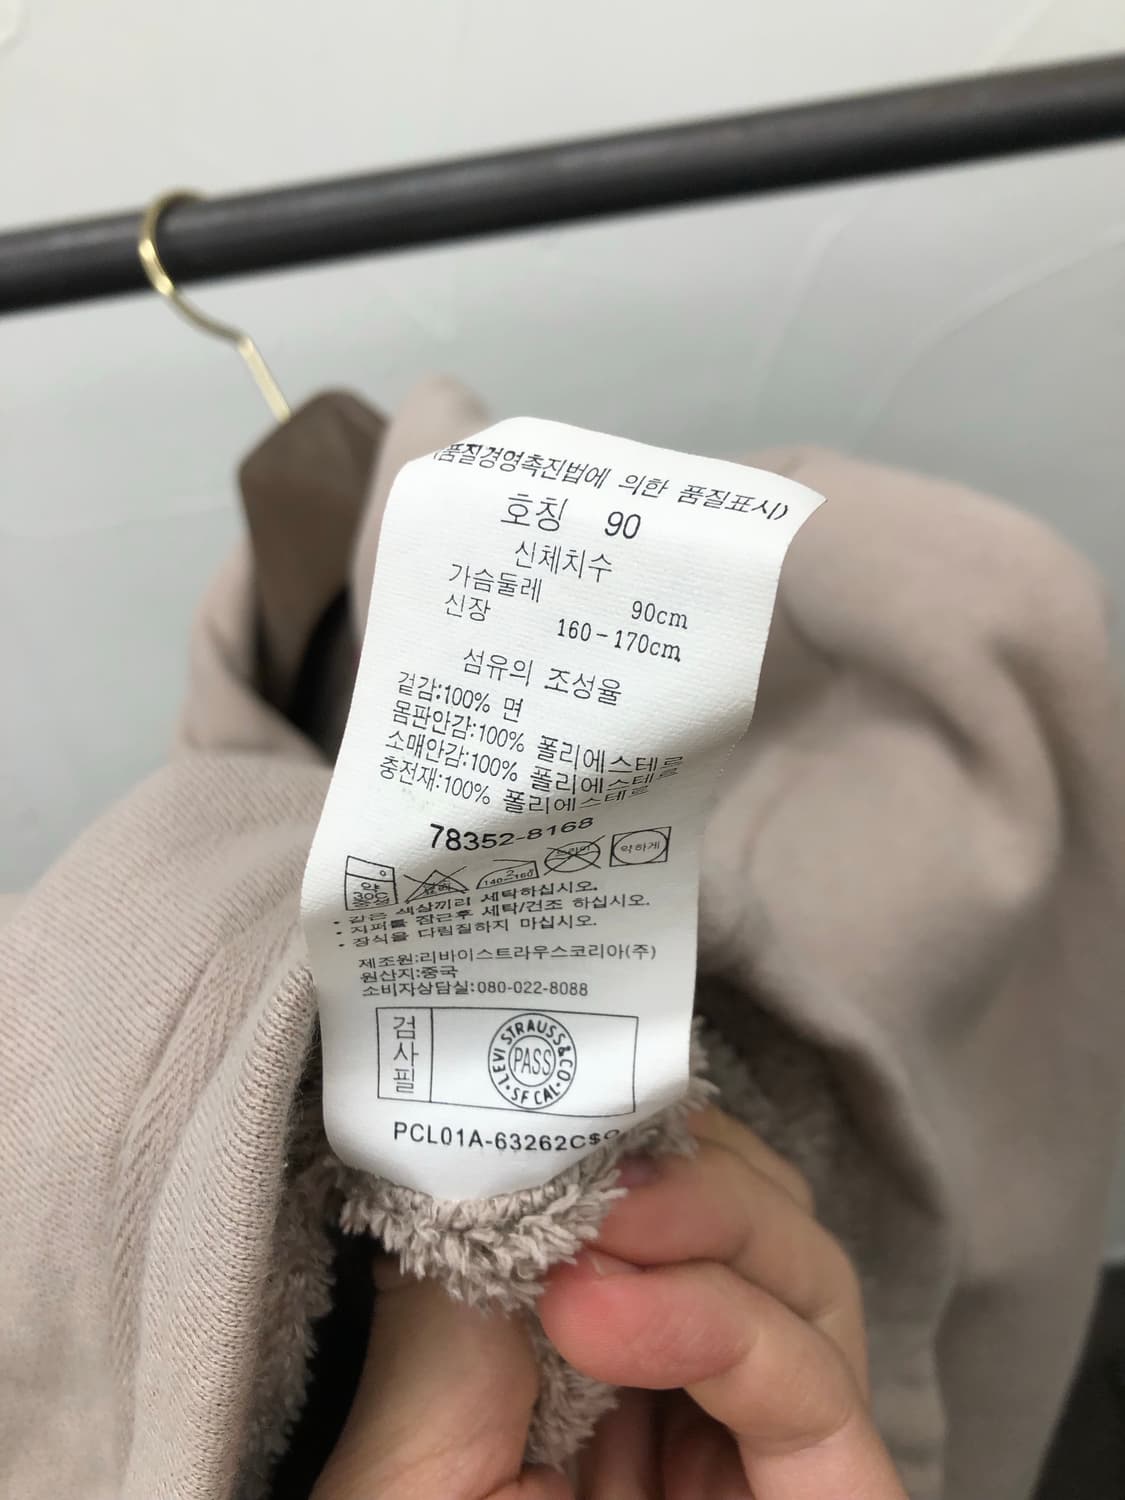 (품질경영촉진법에 의한 품질표시)
호칭 90
신체치수
가슴둘레 90cm
신장 160-170cm
섬유의 조성율
겉감:100% 면
몸판안감:100% 폴리에스테르
소매안감:100% 폴리에스테르
충전재:100% 폴리에스테르
78352-8168
약 30℃ 2 140-160 드라이 약하게
· 같은 색상끼리 세탁하십시오.
· 지퍼를 잠근후 세탁/건조 하십시오.
· 장식을 다림질하지 마십시오.
제조원:리바이스트라우스코리아(주)
원산지:중국
소비자상담실:080-022-8088
검사필
LEVI STRAUSS & CO· SF CAL·
PASS
PCL01A-63262C$